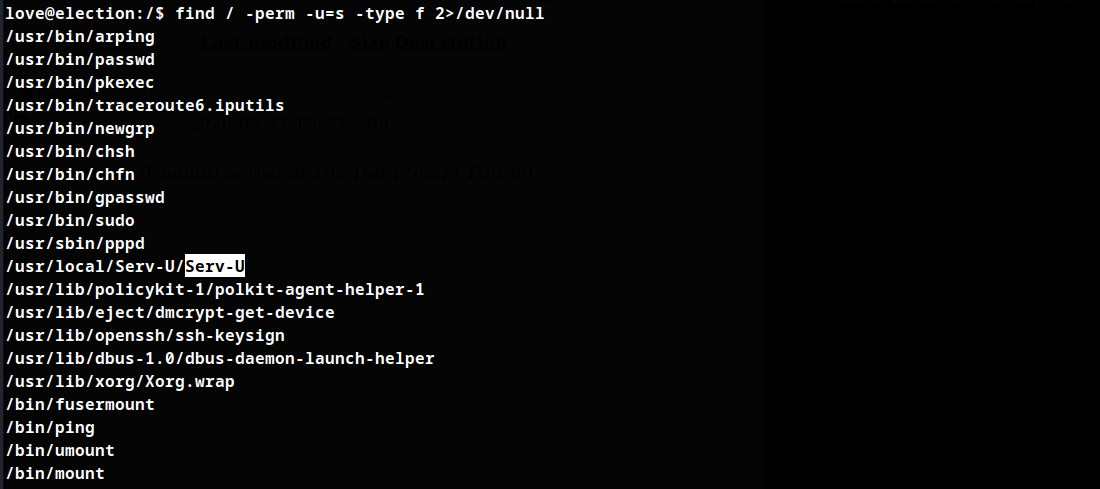 love@election:/$ find / -perm -u=s -type f 2>/dev/null
/usr/bin/arping
/usr/bin/passwd
/usr/bin/pkexec
/usr/bin/traceroute6.iputils
/usr/bin/newgrp
/usr/bin/chsh
/usr/bin/chfn
/usr/bin/gpasswd
/usr/bin/sudo
/usr/sbin/pppd
/usr/local/Serv-U/Serv-U
/usr/lib/policykit-1/polkit-agent-helper-1
/usr/lib/eject/dmcrypt-get-device
/usr/lib/openssh/ssh-keysign
/usr/lib/dbus-1.0/dbus-daemon-launch-helper
/usr/lib/xorg/Xorg.wrap
/bin/fusermount
/bin/ping
/bin/umount
/bin/mount